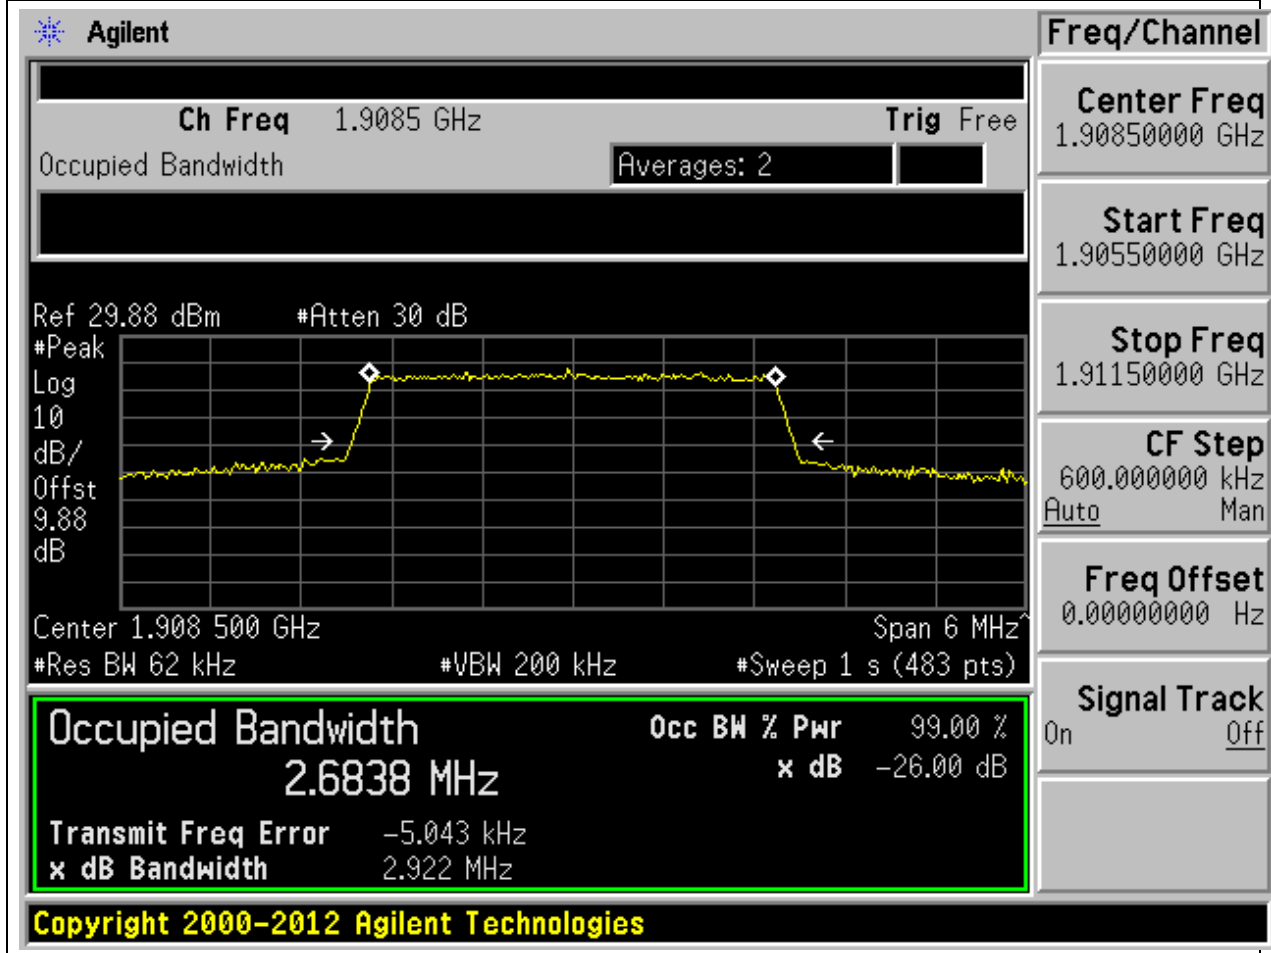 Agilent
Freq/Channel
Ch Freq 1.9085 GHz Trig Free
Occupied Bandwidth Averages: 2
Center Freq
1.90850000 GHz
Start Freq
1.90550000 GHz
Stop Freq
1.91150000 GHz
CF Step
600.000000 kHz
Auto Man
Freq Offset
0.00000000 Hz
Signal Track
On Off
Ref 29.88 dBm #Atten 30 dB
#Peak
Log
10
dB/
Offst
9.88
dB
Center 1.908 500 GHz Span 6 MHz^
#Res BW 62 kHz #VBW 200 kHz #Sweep 1 s (483 pts)
Occupied Bandwidth Occ BW % Pwr 99.00 %
2.6838 MHz x dB -26.00 dB
Transmit Freq Error -5.043 kHz
x dB Bandwidth 2.922 MHz
Copyright 2000-2012 Agilent Technologies